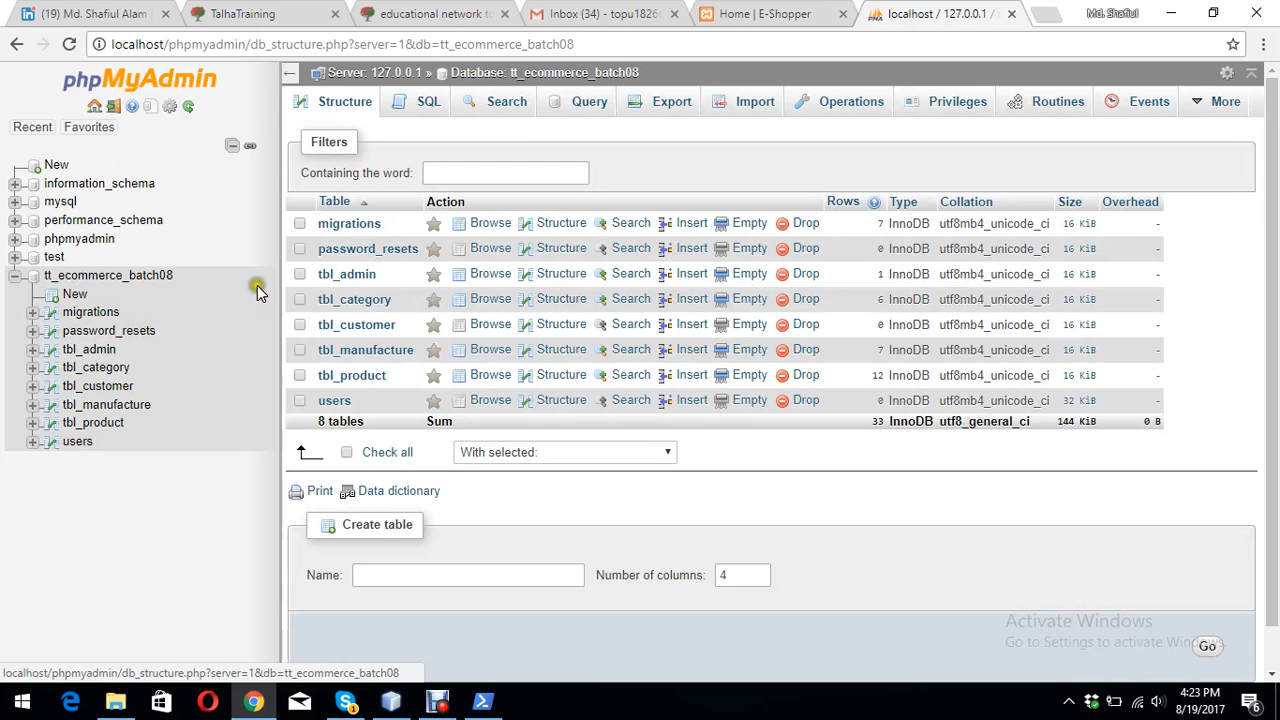 (19) Md. Shafiul Alam
TalhaTraining
educational network to
Inbox (34) - topu1826
Home | E-Shopper
localhost / 127.0.0.1 /
Md. Shafiul
localhost/phpmyadmin/db_structure.php?server=1&db=tt_ecommerce_batch08
phpMyAdmin
Recent
Favorites
New
information_schema
mysql
performance_schema
phpmyadmin
test
tt_ecommerce_batch08
New
migrations
password_resets
tbl_admin
tbl_category
tbl_customer
tbl_manufacture
tbl_product
users
Server: 127.0.0.1 » Database: tt_ecommerce_batch08
Structure SQL Search Query Export Import Operations Privileges Routines Events More
Filters
Containing the word:
Table Action Rows Type Collation Size Overhead
migrations Browse Structure Search Insert Empty Drop 7 InnoDB utf8mb4_unicode_ci 16 KiB -
password_resets Browse Structure Search Insert Empty Drop 0 InnoDB utf8mb4_unicode_ci 16 KiB -
tbl_admin Browse Structure Search Insert Empty Drop 1 InnoDB utf8mb4_unicode_ci 16 KiB -
tbl_category Browse Structure Search Insert Empty Drop 6 InnoDB utf8mb4_unicode_ci 16 KiB -
tbl_customer Browse Structure Search Insert Empty Drop 0 InnoDB utf8mb4_unicode_ci 16 KiB -
tbl_manufacture Browse Structure Search Insert Empty Drop 7 InnoDB utf8mb4_unicode_ci 16 KiB -
tbl_product Browse Structure Search Insert Empty Drop 12 InnoDB utf8mb4_unicode_ci 16 KiB -
users Browse Structure Search Insert Empty Drop 0 InnoDB utf8mb4_unicode_ci 32 KiB -
8 tables Sum 33 InnoDB utf8_general_ci 144 KiB 0 B
Check all
With selected:
Print
Data dictionary
Create table
Name:
Number of columns: 4
Activate Windows
Go to Settings to activate Windows.
Go
localhost/phpmyadmin/db_structure.php?server=1&db=tt_ecommerce_batch08
4:23 PM
8/19/2017
6